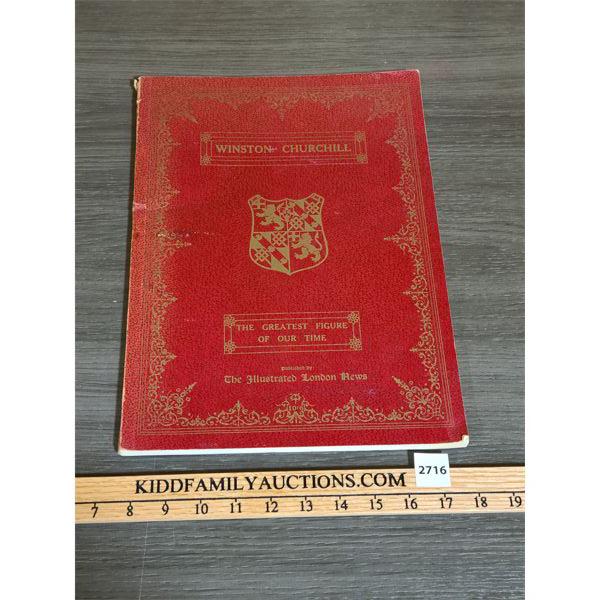 WINSTON CHURCHILL
THE GREATEST FIGURE
OF OUR TIME
Published by
The Illustrated London News
2716
KIDDFAMILYAUCTIONS.COM
7 8 9 10 11 12 13 14 15 16 17 18 19